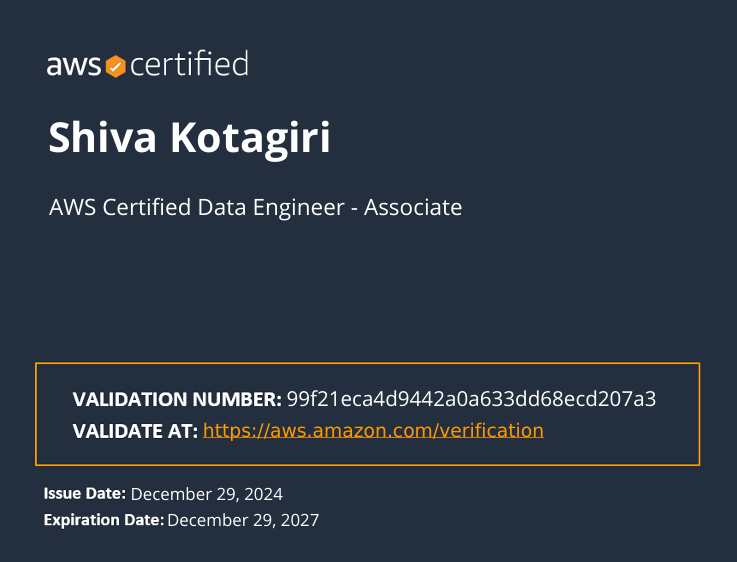 aws certified
Shiva Kotagiri
AWS Certified Data Engineer - Associate
VALIDATION NUMBER: 99f21eca4d9442a0a633dd68ecd207a3
VALIDATE AT: https://aws.amazon.com/verification
Issue Date: December 29, 2024
Expiration Date: December 29, 2027